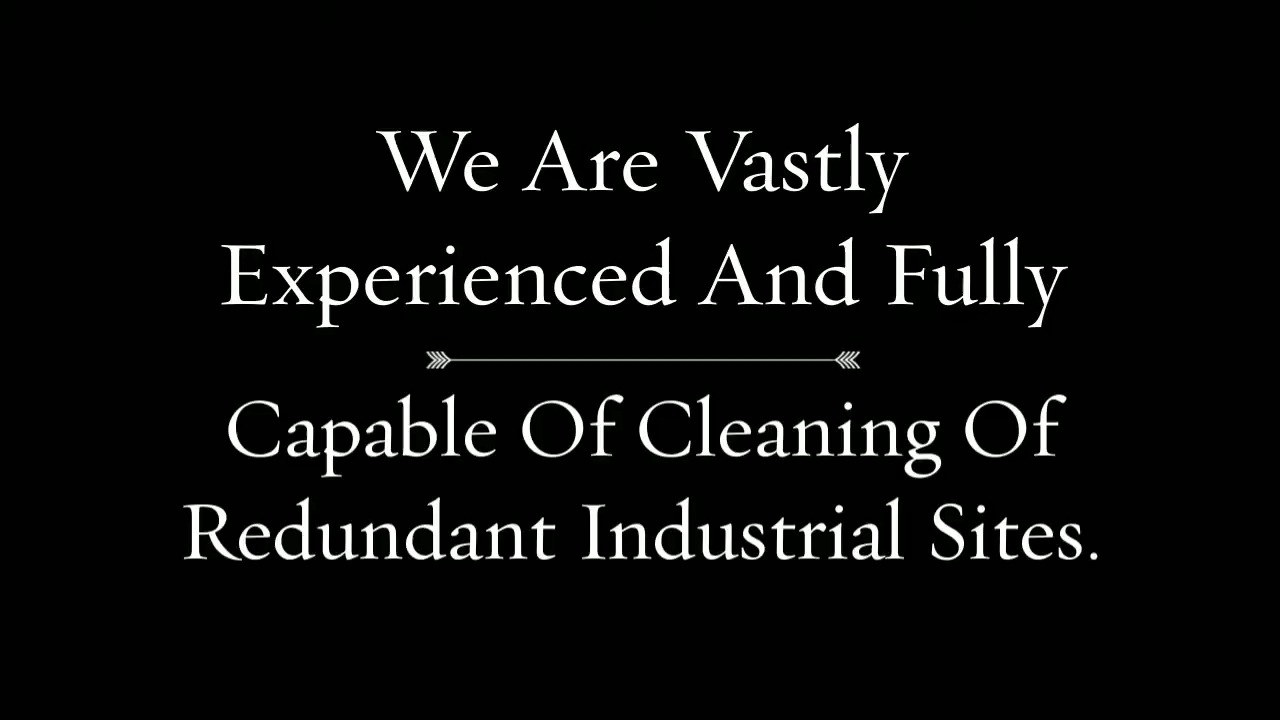 We Are Vastly
Experienced And Fully
Capable Of Cleaning Of
Redundant Industrial Sites.